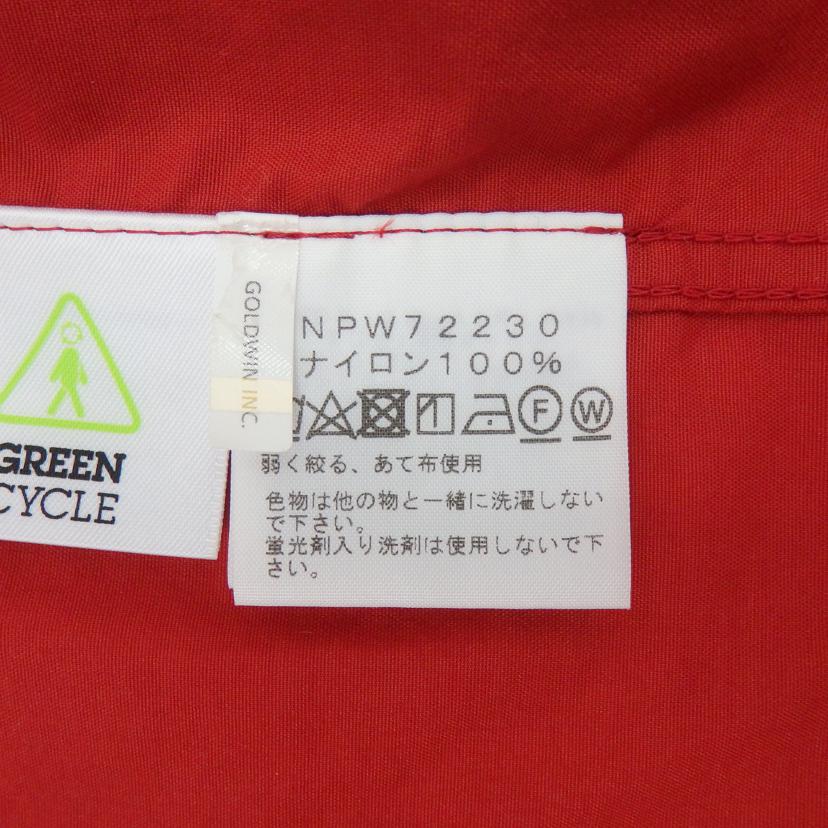 GREEN
CYCLE
GOLDWIN INC.
NPW72230
ナイロン100%
F W
弱く絞る、あて布使用
色物は他の物と一緒に洗濯しない
で下さい。
蛍光剤入り洗剤は使用しないで下
さい。